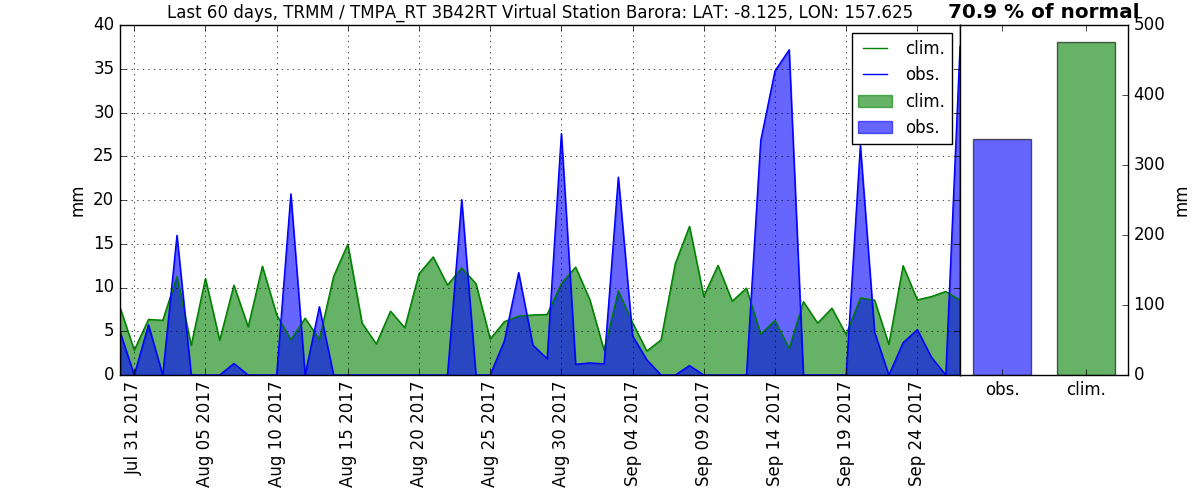 Last 60 days, TRMM / TMPA_RT 3B42RT Virtual Station Barora: LAT: -8.125, LON: 157.625
70.9 % of normal
40
35
30
25
20
15
10
5
0
mm
clim.
obs.
clim.
obs.
500
400
300
200
100
0
mm
obs.
clim.
Jul 31 2017
Aug 05 2017
Aug 10 2017
Aug 15 2017
Aug 20 2017
Aug 25 2017
Aug 30 2017
Sep 04 2017
Sep 09 2017
Sep 14 2017
Sep 19 2017
Sep 24 2017